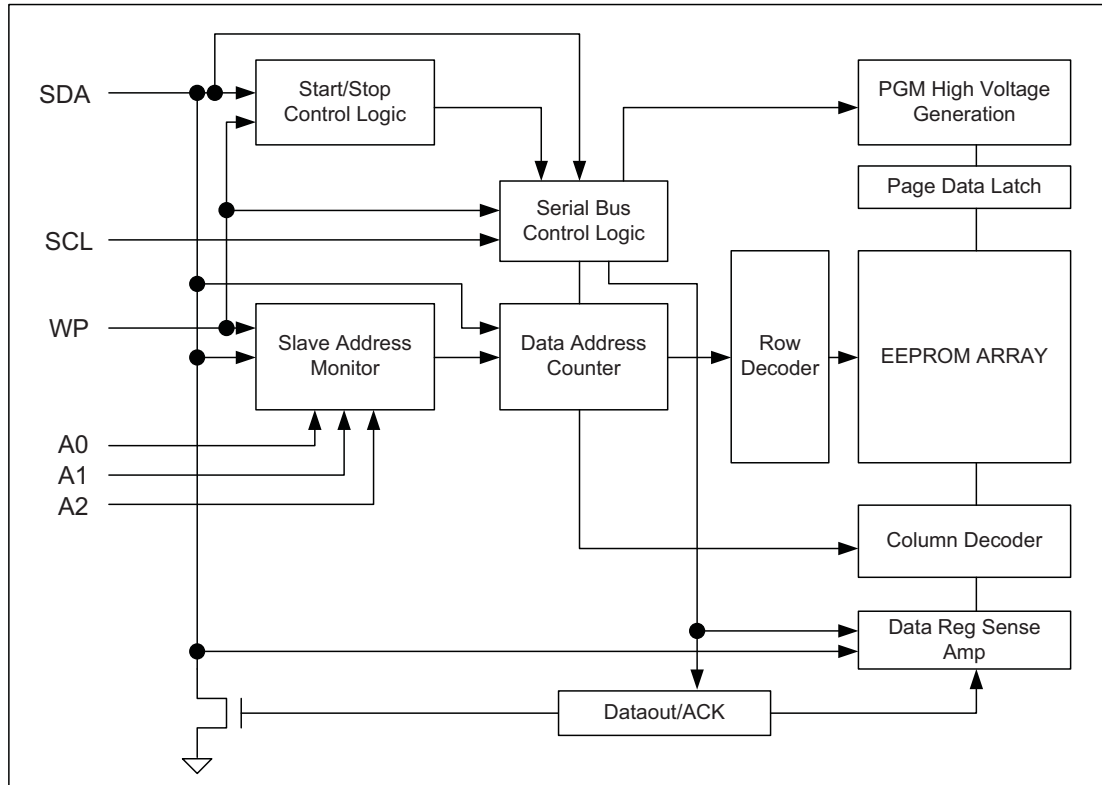 SDA
Start/Stop
Control Logic
PGM High Voltage
Generation
Page Data Latch
Serial Bus
Control Logic
SCL
WP
Slave Address
Monitor
Data Address
Counter
Row
Decoder
EEPROM ARRAY
A0
A1
A2
Column Decoder
Data Reg Sense
Amp
Dataout/ACK